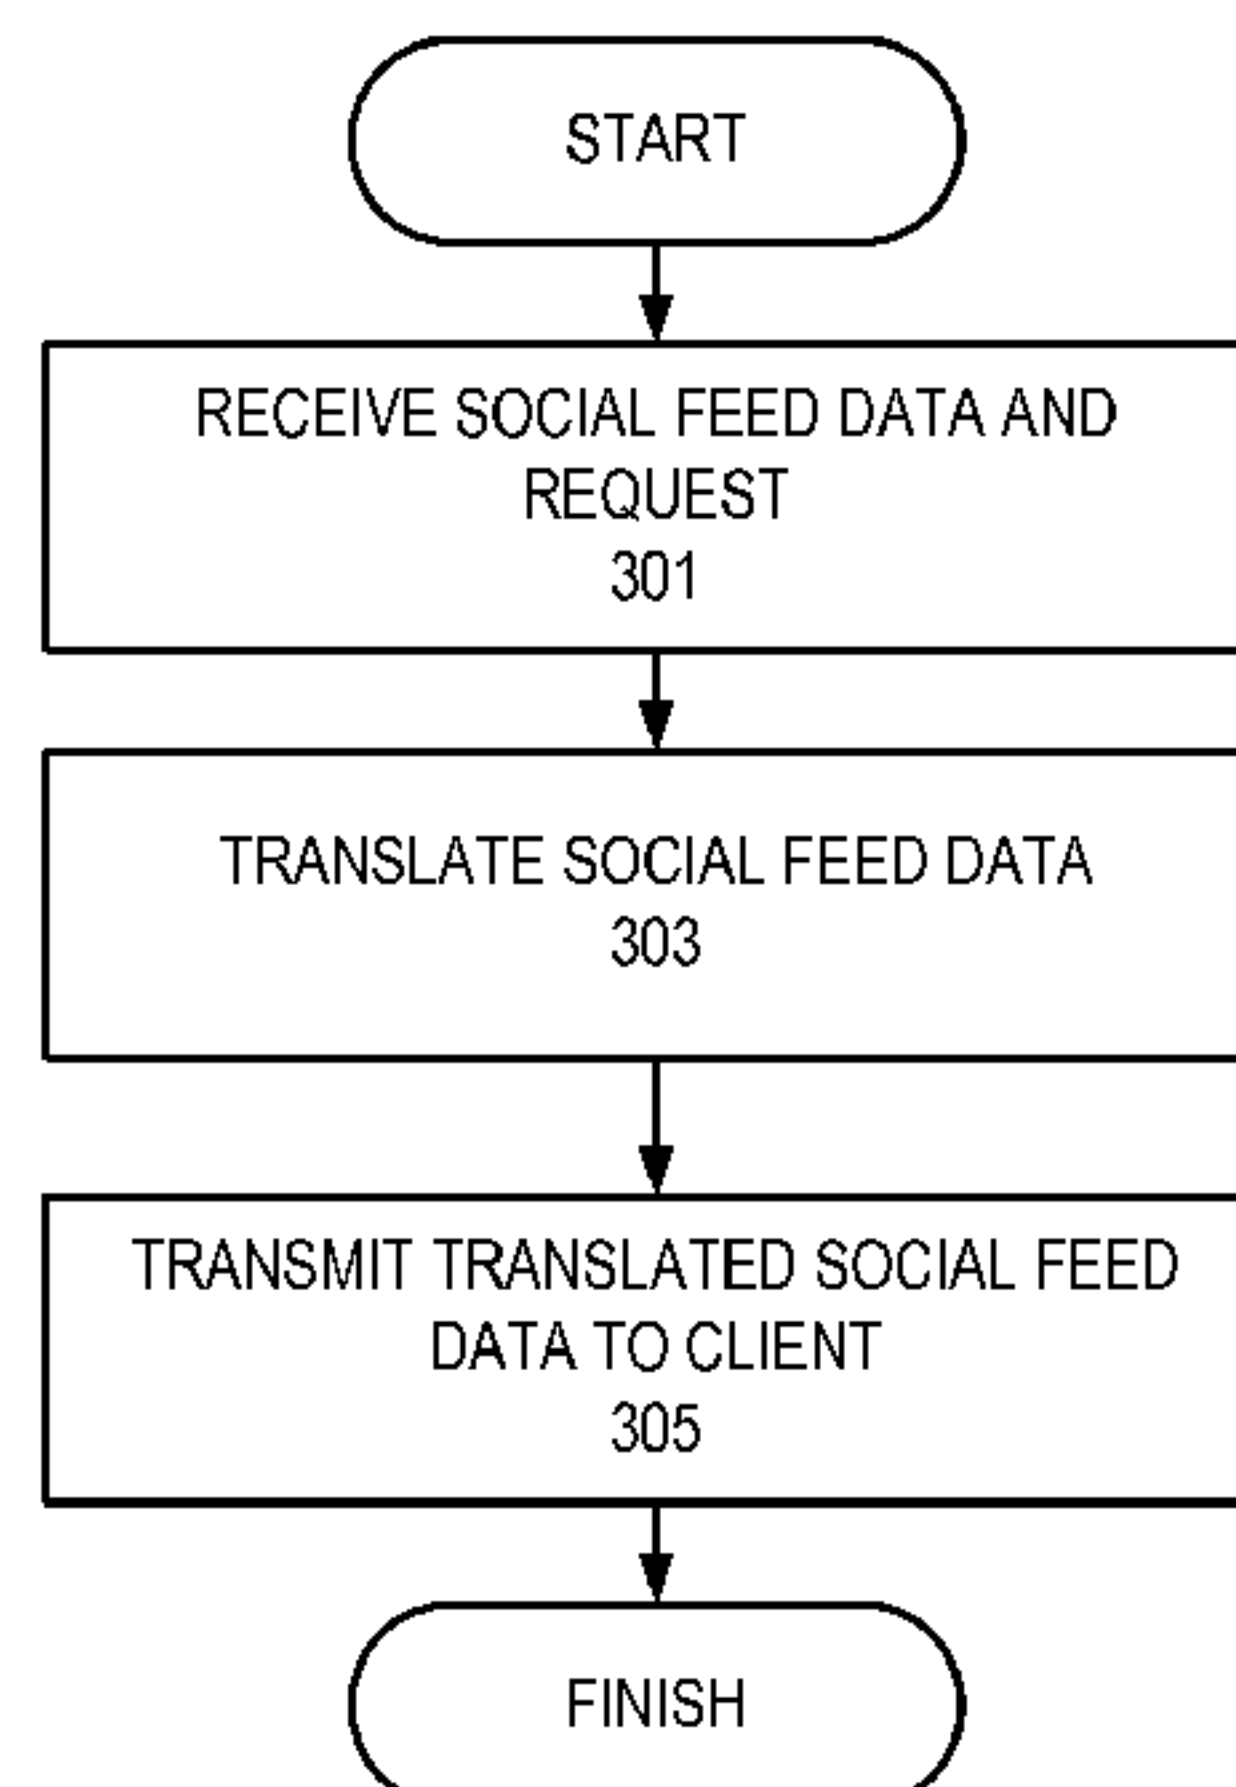 START
RECEIVE SOCIAL FEED DATA AND
REQUEST
301
TRANSLATE SOCIAL FEED DATA
303
TRANSMIT TRANSLATED SOCIAL FEED
DATA TO CLIENT
305
FINISH